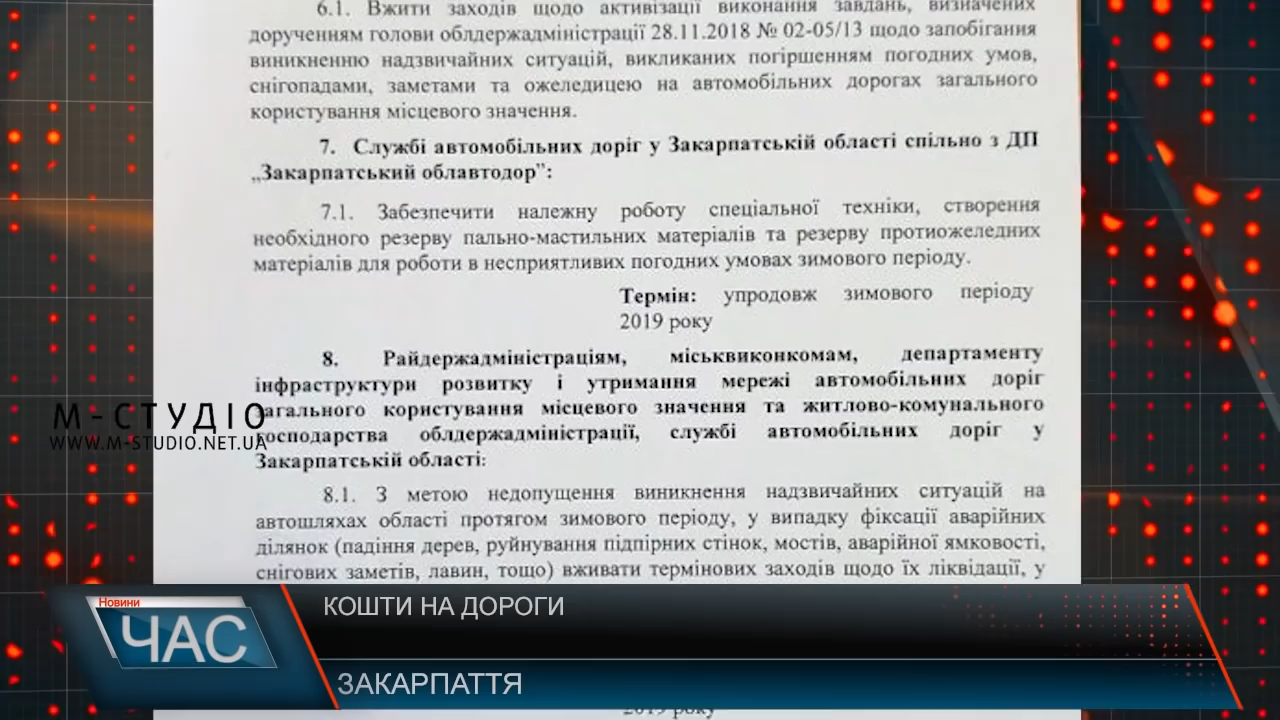 6.1. Вжити заходів щодо активізації виконання завдань, визначених
дорученням голови облдержадміністрації 28.11.2018 № 02-05/13 щодо запобігання
виникненню надзвичайних ситуацій, викликаних погіршенням погодних умов,
снігопадами, заметами та ожеледицею на автомобільних дорогах загального
користування місцевого значення.
7. Службі автомобільних доріг у Закарпатській області спільно з ДП
„Закарпатський облавтодор”:
7.1. Забезпечити належну роботу спеціальної техніки, створення
необхідного резерву пально-мастильних матеріалів та резерву протиожеледних
матеріалів для роботи в несприятливих погодних умовах зимового періоду.
Термін: упродовж зимового періоду
2019 року
8. Райдержадміністраціям, міськвиконкомам, департаменту
інфраструктури розвитку і утримання мережі автомобільних доріг
загального користування місцевого значення та житлово-комунального
господарства облдержадміністрації, службі автомобільних доріг у
Закарпатській області:
8.1. З метою недопущення виникнення надзвичайних ситуацій на
автошляхах області протягом зимового періоду, у випадку фіксації аварійних
ділянок (падіння дерев, руйнування підпірних стінок, мостів, аварійної ямковості,
снігових заметів, лавин, тощо) вживати термінових заходів щодо їх ліквідації, у
М-СТУДІО
WWW.M-STUDIO.NET.UA
Новини
ЧАС
КОШТИ НА ДОРОГИ
ЗАКАРПАТТЯ
2019 року